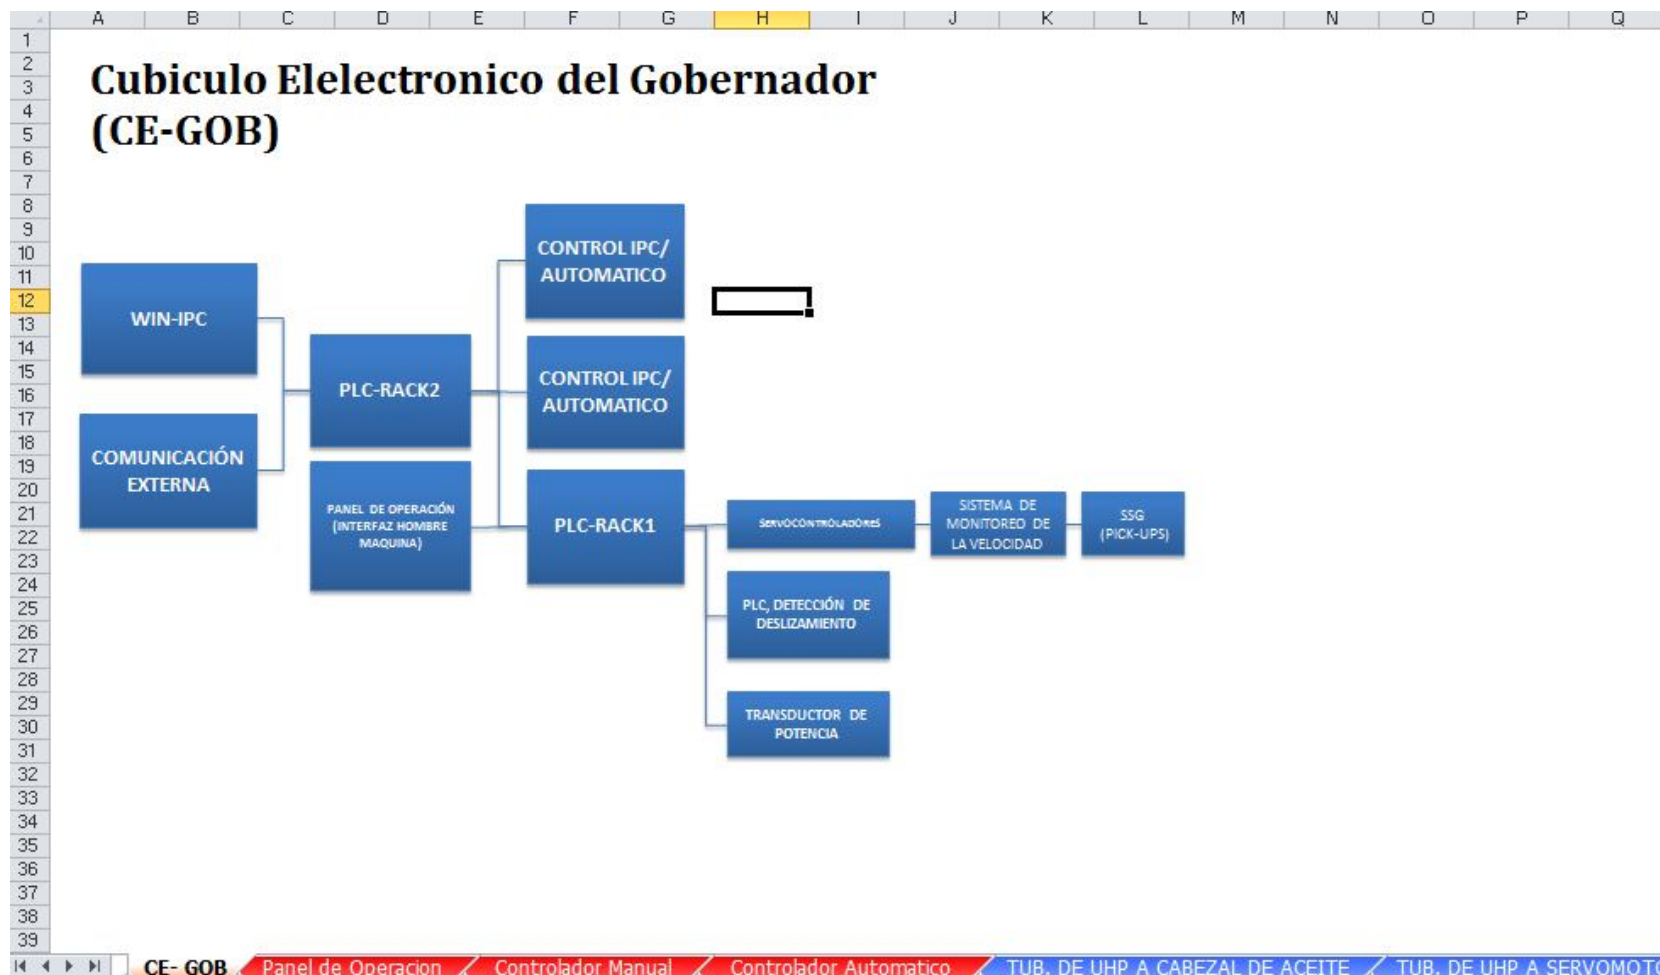 A B C D E F G H I J K L M N O P Q
1
2
3
4
5
6
7
8
9
10
11
12
13
14
15
16
17
18
19
20
21
22
23
24
25
26
27
28
29
30
31
32
33
34
35
36
37
38
39
Cubiculo Elelectronico del Gobernador
(CE-GOB)
WIN-IPC
COMUNICACIÓN
EXTERNA
PLC-RACK2
PANEL DE OPERACIÓN
(INTERFAZ HOMBRE
MAQUINA)
CONTROL IPC/
AUTOMATICO
CONTROL IPC/
AUTOMATICO
PLC-RACK1
SERVOCONTROLADORES
SISTEMA DE
MONITOREO DE
LA VELOCIDAD
SSG
(PICK-UPS)
PLC, DETECCIÓN DE
DESLIZAMIENTO
TRANSDUCTOR DE
POTENCIA
CE- GOB Panel de Operacion Controlador Manual Controlador Automatico TUB. DE UHP A CABEZAL DE ACEITE TUB. DE UHP A SERVOMOTO